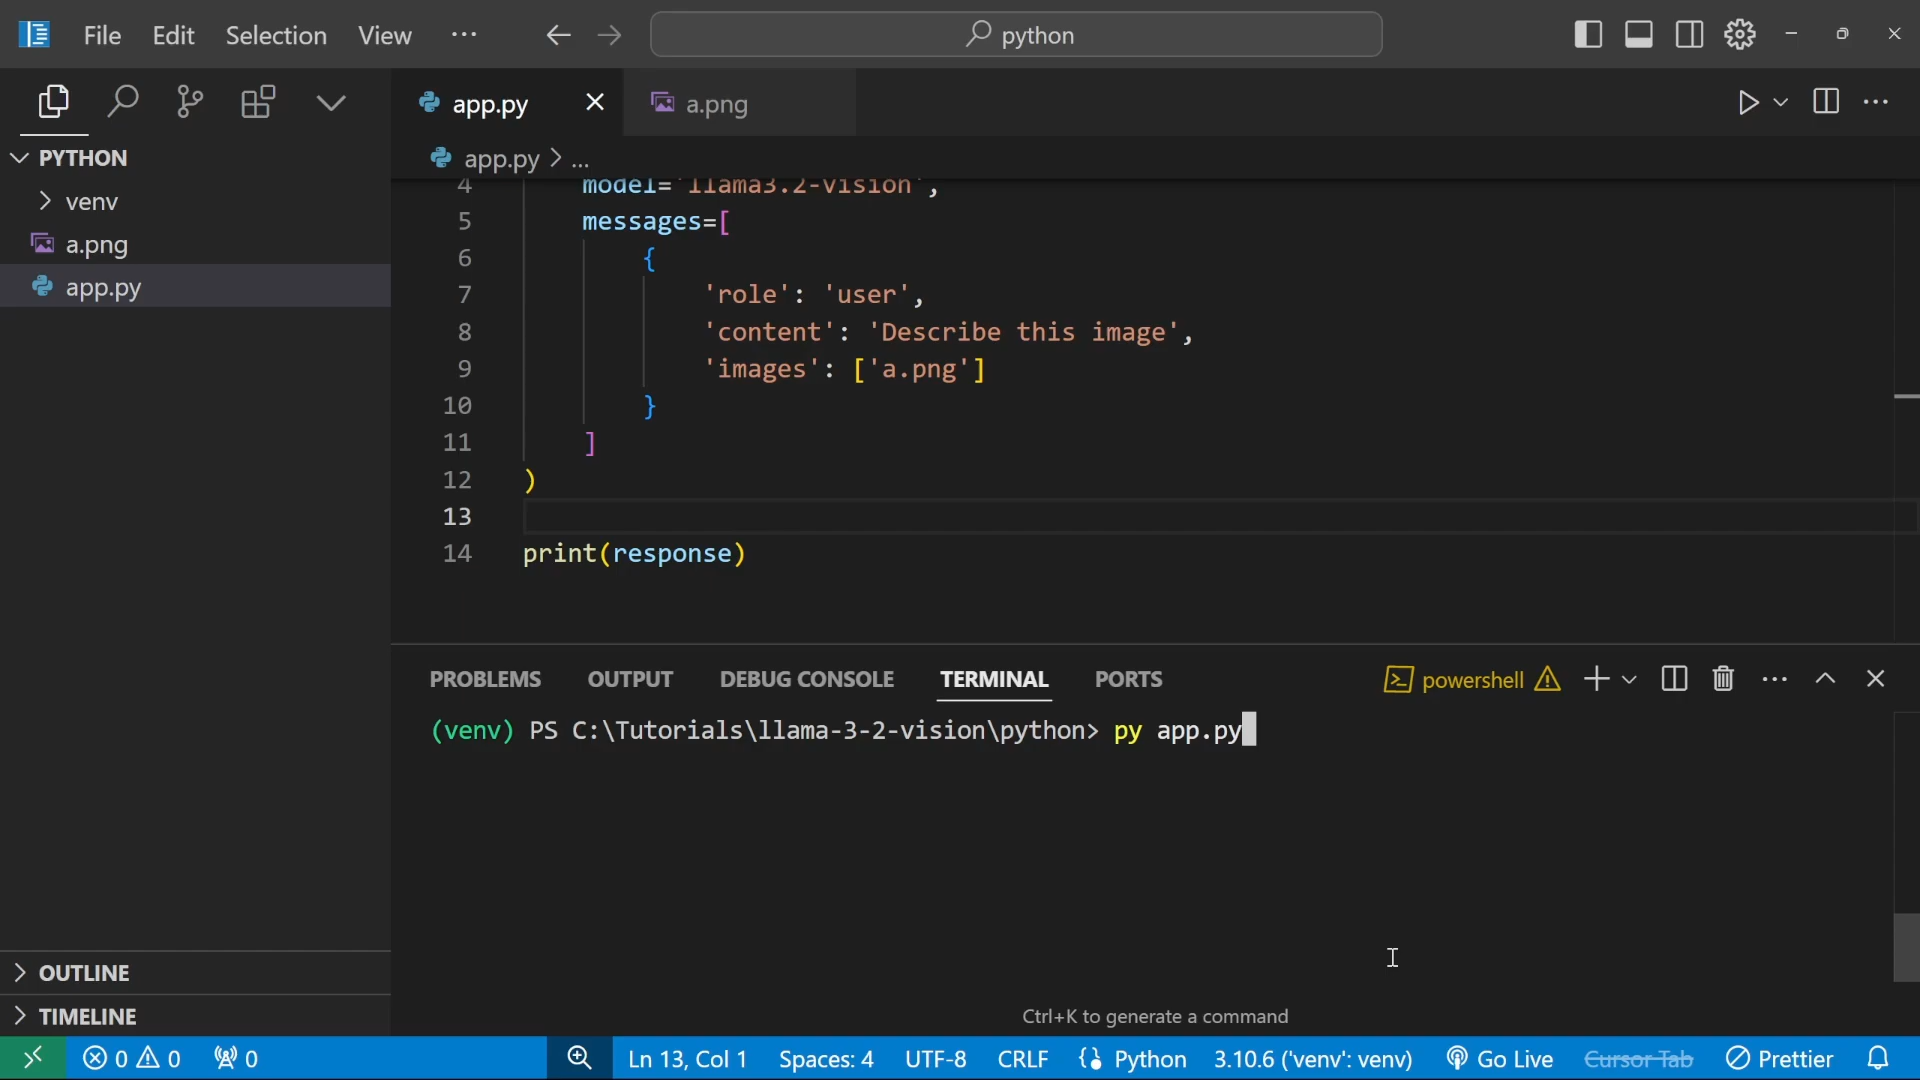 File Edit Selection View ... python
app.py a.png
PYTHON
app.py > ...
venv
a.png
app.py
4 model='llama3.2-vision',
5 messages=[
6 {
7 'role': 'user',
8 'content': 'Describe this image',
9 'images': ['a.png']
10 }
11 ]
12 )
13
14 print(response)
PROBLEMS OUTPUT DEBUG CONSOLE TERMINAL PORTS powershell
(venv) PS C:\Tutorials\llama-3-2-vision\python> py app.py
OUTLINE
TIMELINE
Ctrl+K to generate a command
0 0 0 Ln 13, Col 1 Spaces: 4 UTF-8 CRLF {} Python 3.10.6 ('venv': venv) Go Live Cursor Tab Prettier